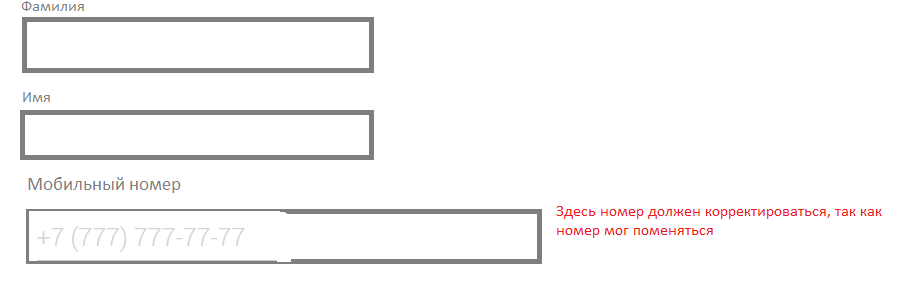 Фамилия
Имя
Мобильный номер
+7 (777) 777-77-77
Здесь номер должен корректироваться, так как
номер мог поменяться